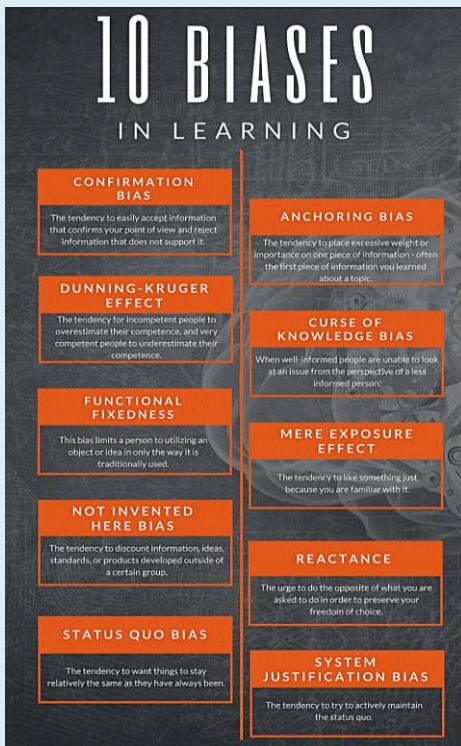 10 BIASES
IN LEARNING
CONFIRMATION
BIAS
The tendency to easily accept information
that confirms your point of view and reject
information that does not support it.
ANCHORING BIAS
The tendency to place excessive weight or
importance on one piece of information - often
the first piece of information you learned
about a topic.
DUNNING-KRUGER
EFFECT
The tendency for incompetent people to
overestimate their competence, and very
competent people to underestimate their
competence.
CURSE OF
KNOWLEDGE BIAS
When well-informed people are unable to look
at an issue from the perspective of a less
informed person.
FUNCTIONAL
FIXEDNESS
This bias limits a person to utilizing an
object or idea in only the way it is
traditionally used.
MERE EXPOSURE
EFFECT
The tendency to like something just
because you are familiar with it.
NOT INVENTED
HERE BIAS
The tendency to discount information, ideas,
standards, or products developed outside of
a certain group.
REACTANCE
The urge to do the opposite of what you are
asked to do in order to preserve your
freedom of choice.
STATUS QUO BIAS
The tendency to want things to stay
relatively the same as they have always been.
SYSTEM
JUSTIFICATION BIAS
The tendency to try to actively maintain
the status quo.